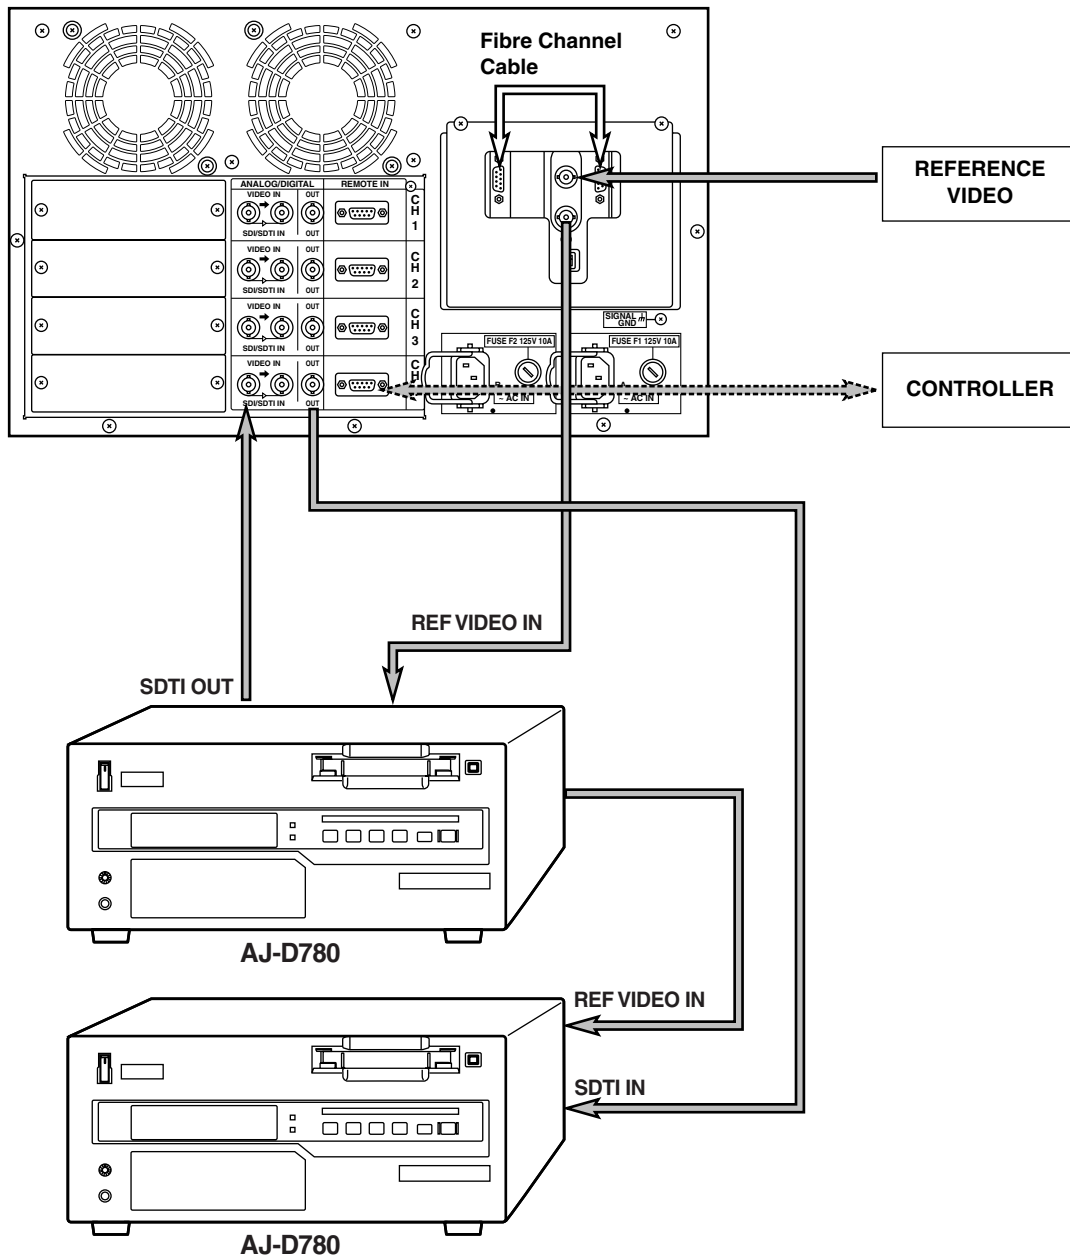 Fibre Channel
Cable
REFERENCE
VIDEO
ANALOG/DIGITAL
REMOTE IN
VIDEO IN
OUT
SDI/SDTI IN
OUT
CH
1
VIDEO IN
OUT
SDI/SDTI IN
OUT
CH
2
VIDEO IN
OUT
SDI/SDTI IN
OUT
CH
3
VIDEO IN
OUT
SDI/SDTI IN
OUT
CH
SIGNAL
GND
FUSE F2 125V 10A
FUSE F1 125V 10A
~ AC IN
~ AC IN
CONTROLLER
REF VIDEO IN
SDTI OUT
AJ-D780
REF VIDEO IN
SDTI IN
AJ-D780